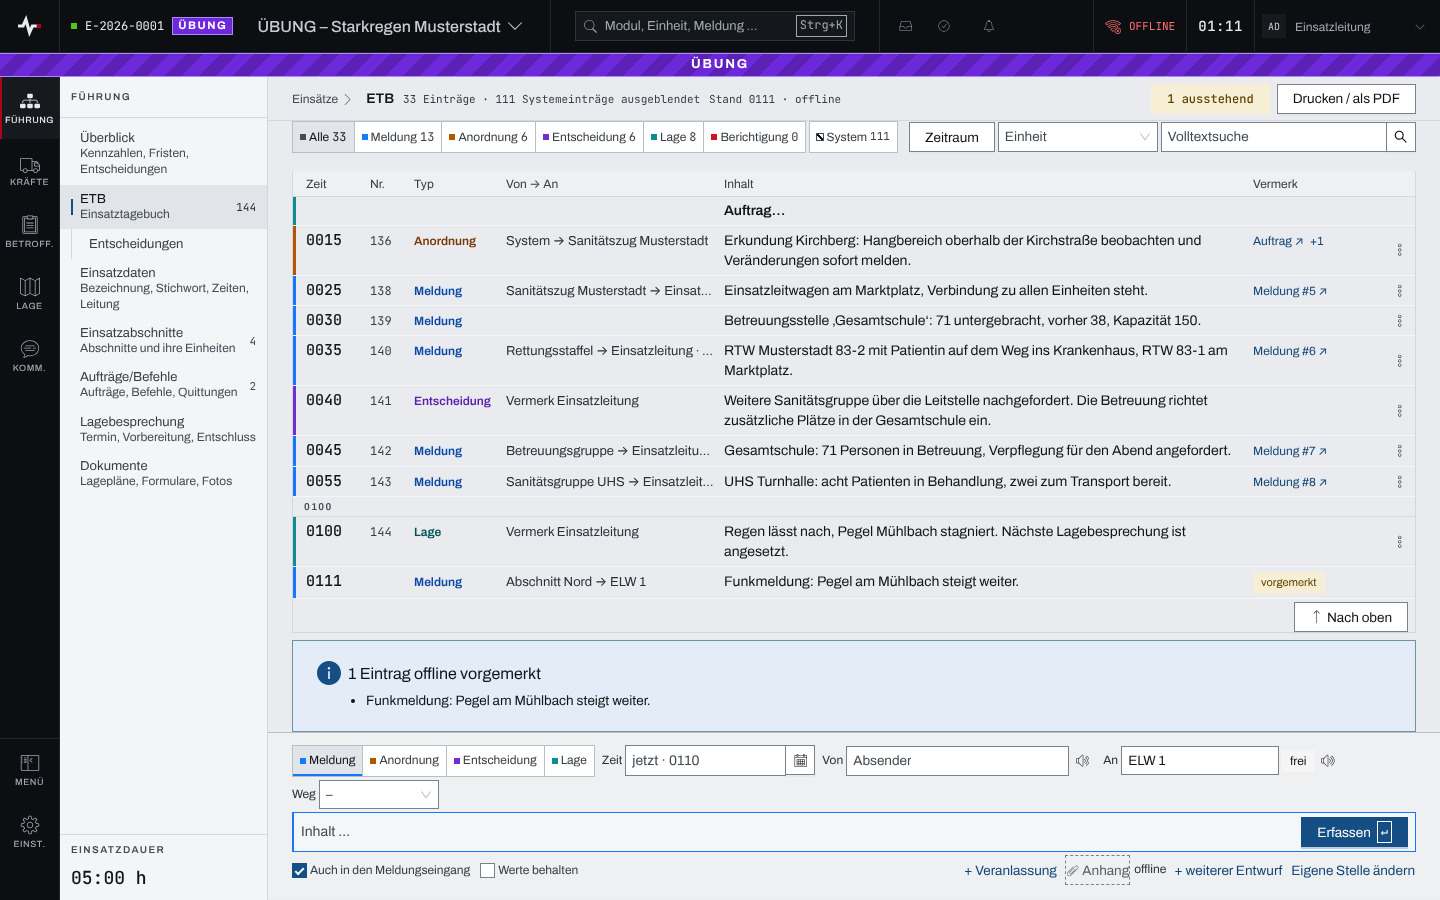 E-2026-0001 ÜBUNG ÜBUNG – Starkregen Musterstadt Modul, Einheit, Meldung ... Strg+K OFFLINE 01:11 AD Einsatzleitung
ÜBUNG
FÜHRUNG
KRÄFTE
BETROFF.
LAGE
KOMM.
MENÜ
EINST.
FÜHRUNG
Überblick
Kennzahlen, Fristen,
Entscheidungen
ETB
Einsatztagebuch 144
Entscheidungen
Einsatzdaten
Bezeichnung, Stichwort, Zeiten,
Leitung
Einsatzabschnitte
Abschnitte und ihre Einheiten 4
Aufträge/Befehle
Aufträge, Befehle, Quittungen 2
Lagebesprechung
Termin, Vorbereitung, Entschluss
Dokumente
Lagepläne, Formulare, Fotos
EINSATZDAUER
05:00 h
Einsätze > ETB 33 Einträge · 111 Systemeinträge ausgeblendet Stand 0111 · offline 1 ausstehend Drucken / als PDF
Alle 33 Meldung 13 Anordnung 6 Entscheidung 6 Lage 8 Berichtigung 0 System 111 Zeitraum Einheit Volltextsuche
Zeit Nr. Typ Von → An Inhalt Vermerk
Auftrag...
0015 136 Anordnung System → Sanitätszug Musterstadt Erkundung Kirchberg: Hangbereich oberhalb der Kirchstraße beobachten und Auftrag ↗ +1
Veränderungen sofort melden.
0025 138 Meldung Sanitätszug Musterstadt → Einsat... Einsatzleitwagen am Marktplatz, Verbindung zu allen Einheiten steht. Meldung #5 ↗
0030 139 Meldung Betreuungsstelle ‚Gesamtschule‘: 71 untergebracht, vorher 38, Kapazität 150.
0035 140 Meldung Rettungsstaffel → Einsatzleitung · ... RTW Musterstadt 83-2 mit Patientin auf dem Weg ins Krankenhaus, RTW 83-1 am Meldung #6 ↗
Marktplatz.
0040 141 Entscheidung Vermerk Einsatzleitung Weitere Sanitätsgruppe über die Leitstelle nachgefordert. Die Betreuung richtet
zusätzliche Plätze in der Gesamtschule ein.
0045 142 Meldung Betreuungsgruppe → Einsatzleitu... Gesamtschule: 71 Personen in Betreuung, Verpflegung für den Abend angefordert. Meldung #7 ↗
0055 143 Meldung Sanitätsgruppe UHS → Einsatzleit... UHS Turnhalle: acht Patienten in Behandlung, zwei zum Transport bereit. Meldung #8 ↗
0100
0100 144 Lage Vermerk Einsatzleitung Regen lässt nach, Pegel Mühlbach stagniert. Nächste Lagebesprechung ist
angesetzt.
0111 Meldung Abschnitt Nord → ELW 1 Funkmeldung: Pegel am Mühlbach steigt weiter. vorgemerkt
↑ Nach oben
1 Eintrag offline vorgemerkt
• Funkmeldung: Pegel am Mühlbach steigt weiter.
Meldung Anordnung Entscheidung Lage Zeit jetzt · 0110 Von Absender An ELW 1 frei
Weg –
Inhalt ... Erfassen ↵
Auch in den Meldungseingang Werte behalten + Veranlassung Anhang offline + weiterer Entwurf Eigene Stelle ändern